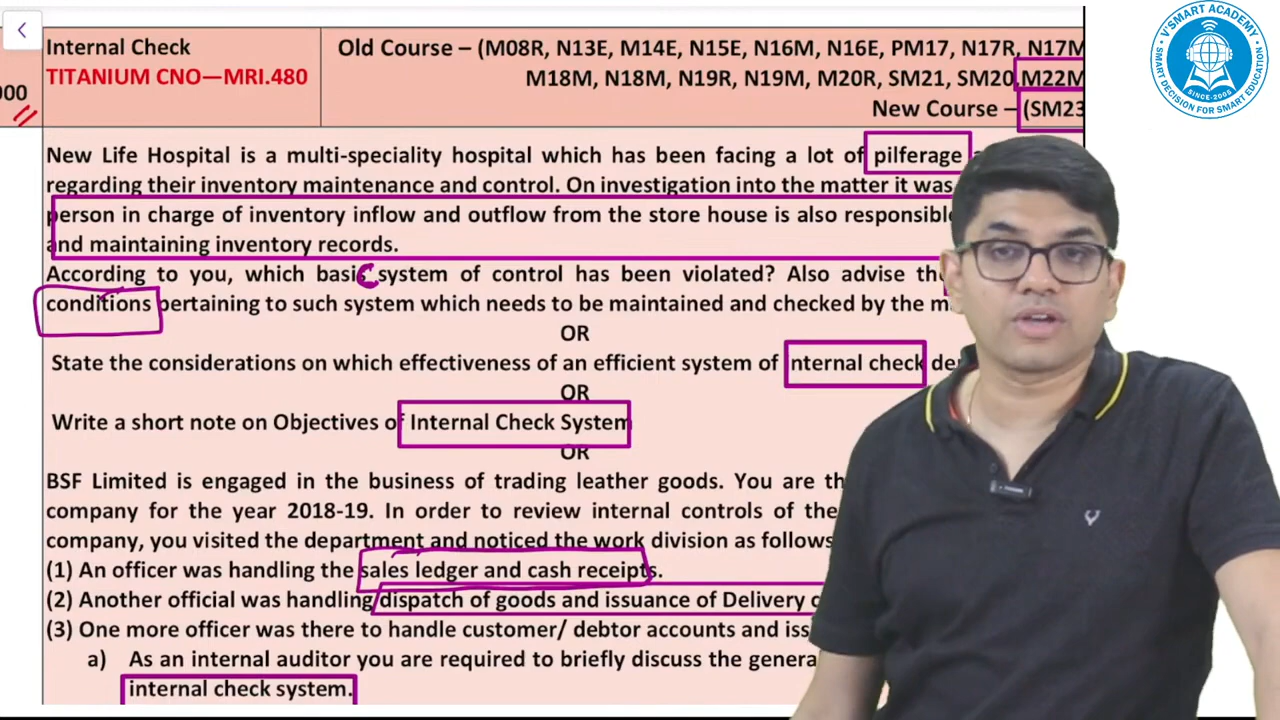 Internal Check
TITANIUM CNO—MRI.480
000
Old Course – (M08R, N13E, M14E, N15E, N16M, N16E, PM17, N17R, N17M
M18M, N18M, N19R, N19M, M20R, SM21, SM20, M22M
New Course – (SM23
New Life Hospital is a multi-speciality hospital which has been facing a lot of pilferage
regarding their inventory maintenance and control. On investigation into the matter it was
person in charge of inventory inflow and outflow from the store house is also responsible
and maintaining inventory records.
According to you, which basic system of control has been violated? Also advise
conditions pertaining to such system which needs to be maintained and checked by the
OR
State the considerations on which effectiveness of an efficient system of internal check
OR
Write a short note on Objectives of Internal Check System
OR
BSF Limited is engaged in the business of trading leather goods. You are
company for the year 2018-19. In order to review internal controls of the
company, you visited the department and noticed the work division as follows
(1) An officer was handling the sales ledger and cash receipts.
(2) Another official was handling dispatch of goods and issuance of Delivery
(3) One more officer was there to handle customer/ debtor accounts and
a) As an internal auditor you are required to briefly discuss the
internal check system.
V'SMART ACADEMY
SINCE-2005
SMART DECISION FOR SMART EDUCATION